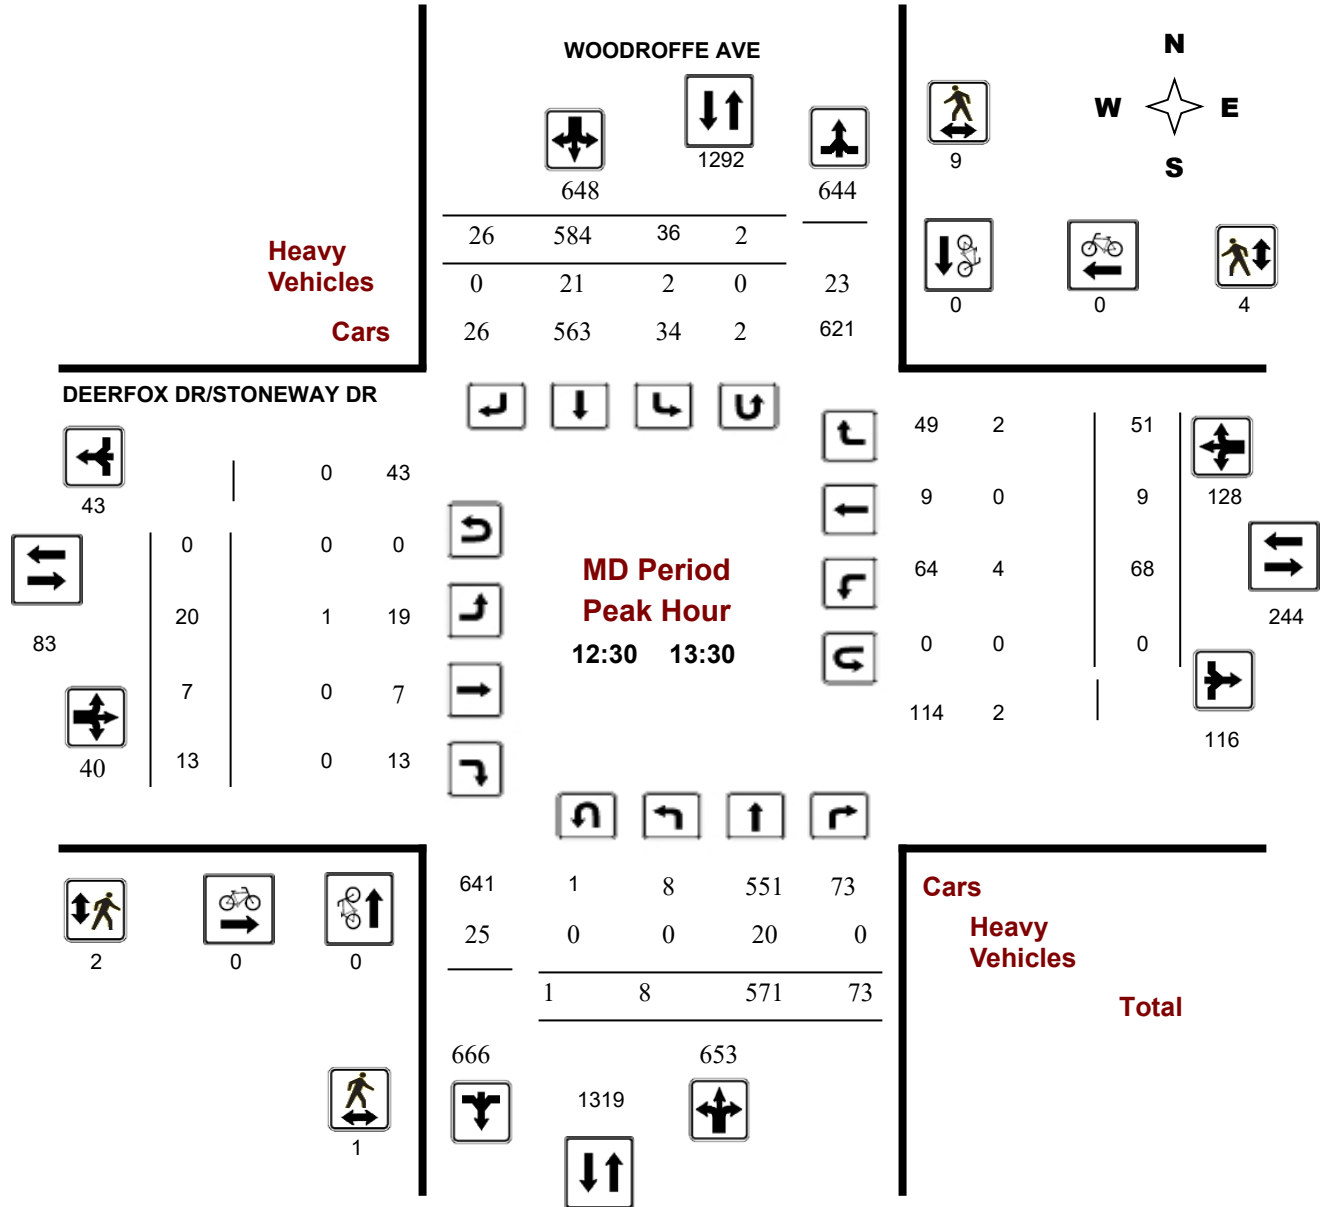 WOODROFFE AVE
N
W E
S
1292
9
648
644
26 584 36 2
Heavy
Vehicles
0 21 2 0 23
0 0 4
Cars
26 563 34 2 621
DEERFOX DR/STONEWAY DR
49 2 51
0 43
43
9 0 9
128
0 0 0
MD Period
64 4 68
Peak Hour
20 1 19
244
83
12:30 13:30
0 0 0
7 0 7
114 2
116
40
13 0 13
641 1 8 551 73
Cars
25 0 0 20 0
Heavy
Vehicles
2 0 0
1 8 571 73
Total
666 653
1319
1